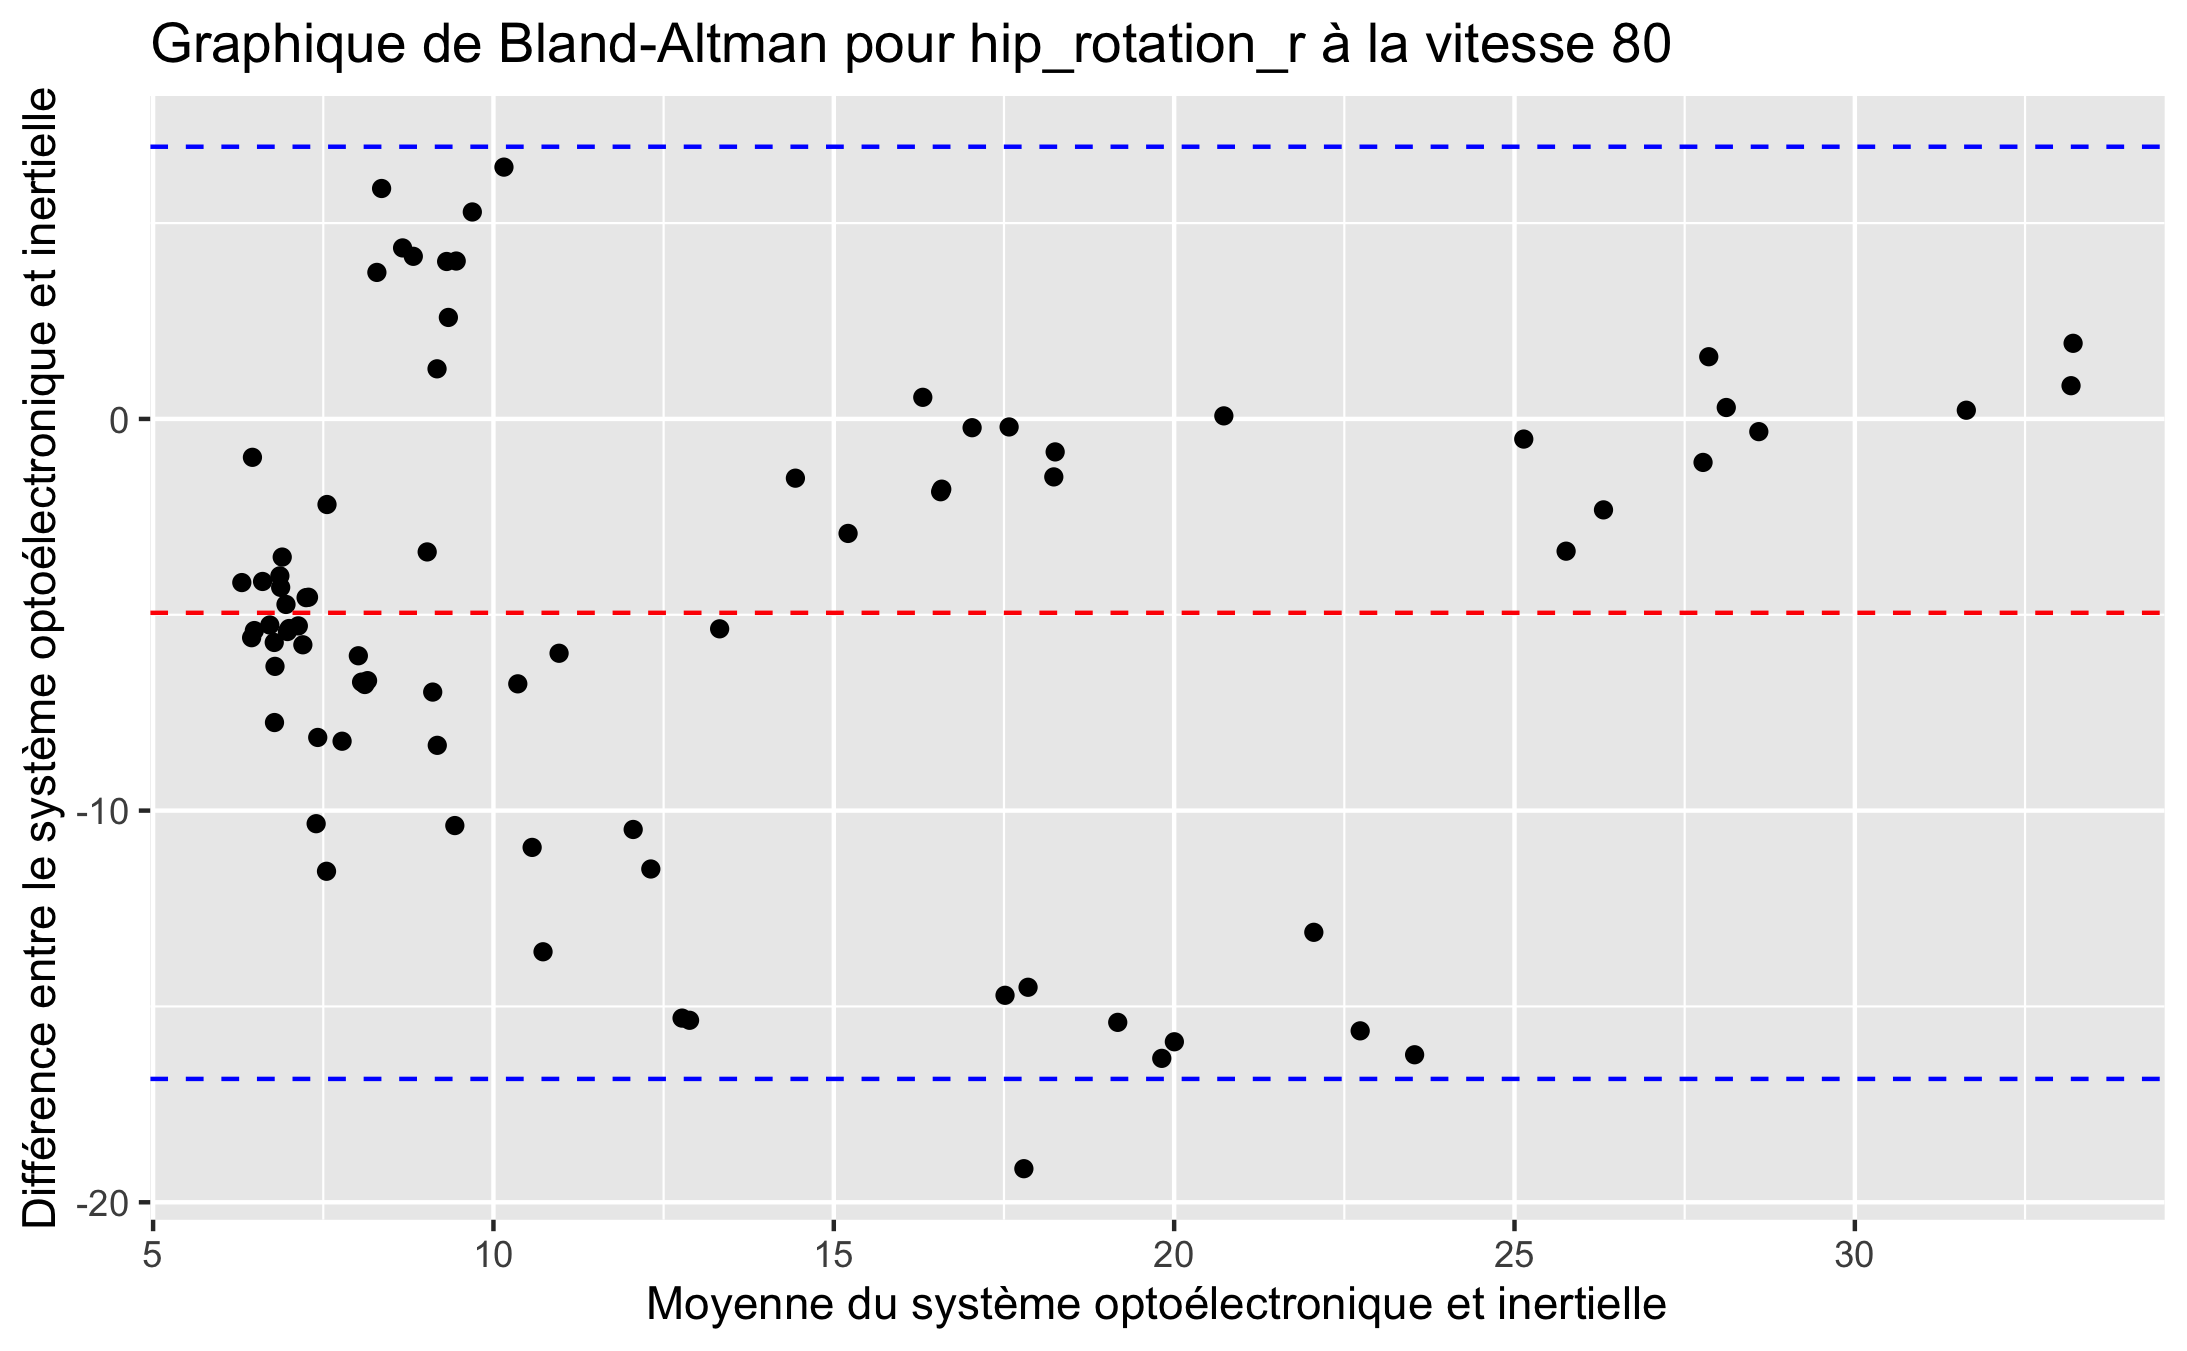 Graphique de Bland-Altman pour hip_rotation_r à la vitesse 80
Différence entre le système optoélectronique et inertielle
0
-10
-20
5 10 15 20 25 30
Moyenne du système optoélectronique et inertielle